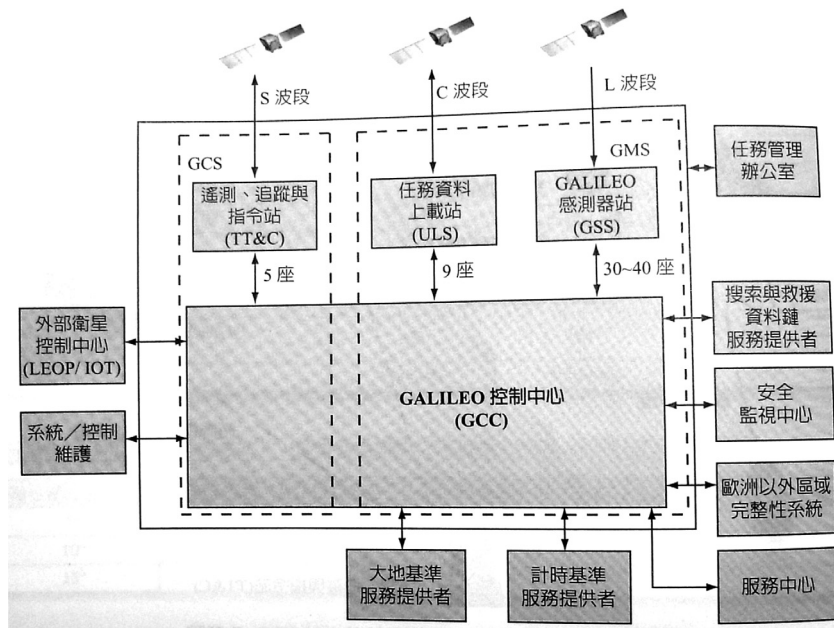 S 波段
C 波段
L 波段
GCS
GMS
遙測、追蹤與
指令站
(TT&C)
任務資料
上載站
(ULS)
GALILEO
感測器站
(GSS)
任務管理
辦公室
5 座
9 座
30~40 座
外部衛星
控制中心
(LEOP/ IOT)
搜索與救援
資料鏈
服務提供者
GALILEO 控制中心
(GCC)
安全
監視中心
系統／控制
維護
歐洲以外區域
完整性系統
大地基準
服務提供者
計時基準
服務提供者
服務中心